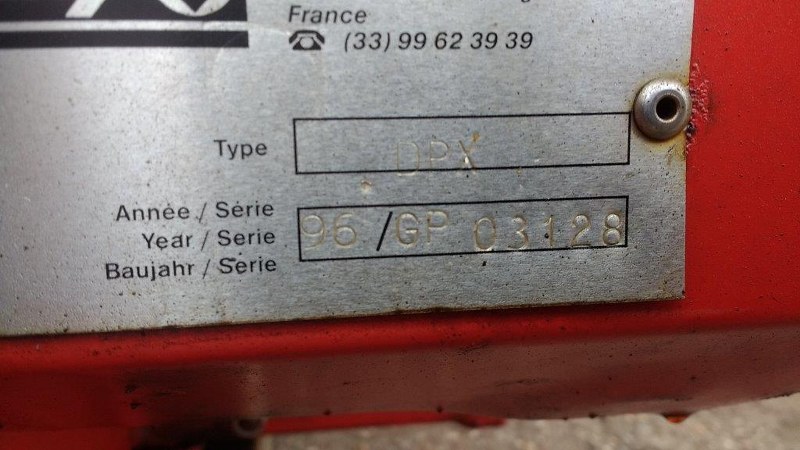 France
☎ (33) 99 62 39 39
Type DPX
Année / Série
Year / Serie 96 / GP 03128
Baujahr / Serie